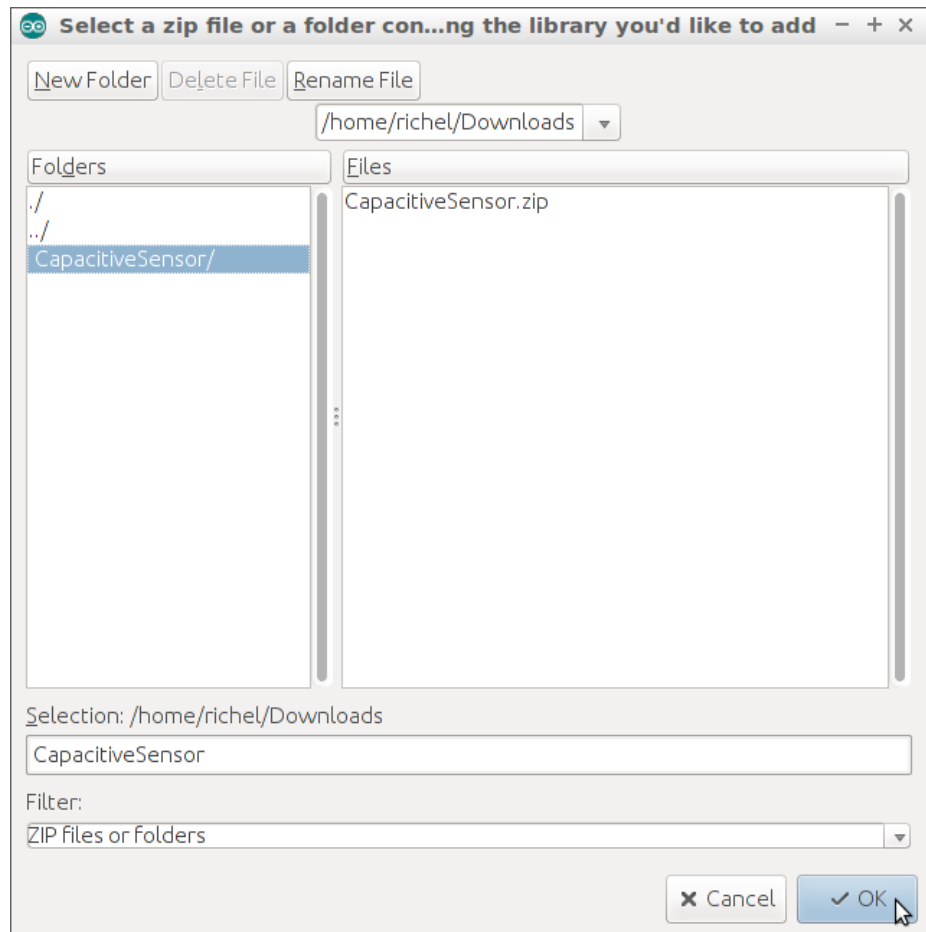 Select a zip file or a folder con...ng the library you'd like to add
New Folder Delete File Rename File
/home/richel/Downloads
Folders Files
./ CapacitiveSensor.zip
../
CapacitiveSensor/
Selection: /home/richel/Downloads
CapacitiveSensor
Filter:
ZIP files or folders
Cancel OK